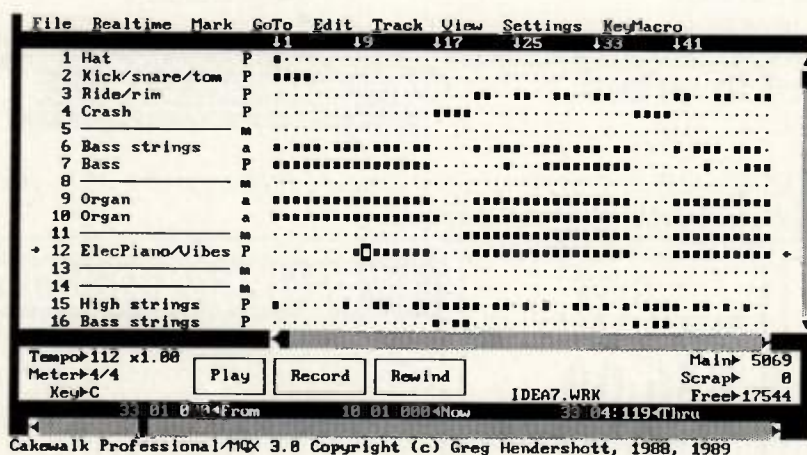 File Realtime Mark GoTo Edit Track View Settings KeyMacro
↓1 ↓9 ↓17 ↓25 ↓33 ↓41
1 Hat P
2 Kick/snare/tom P
3 Ride/rim P
4 Crash P
5 m
6 Bass strings a
7 Bass P
8 m
9 Organ a
10 Organ a
11 m
12 ElecPiano/Vibes P
13 m
14 m
15 High strings P
16 Bass strings P
Tempo▶112 x1.00 Main▶ 5069
Meter▶4/4 Play Record Rewind Scrap▶ 0
Key▶C IDEA7.WRK Free▶17544
33 01 000◀From 10 01 000◀Now 33 04:119◀Thru
Cakewalk Professional/MQX 3.0 Copyright (c) Greg Hendershott, 1988, 1989